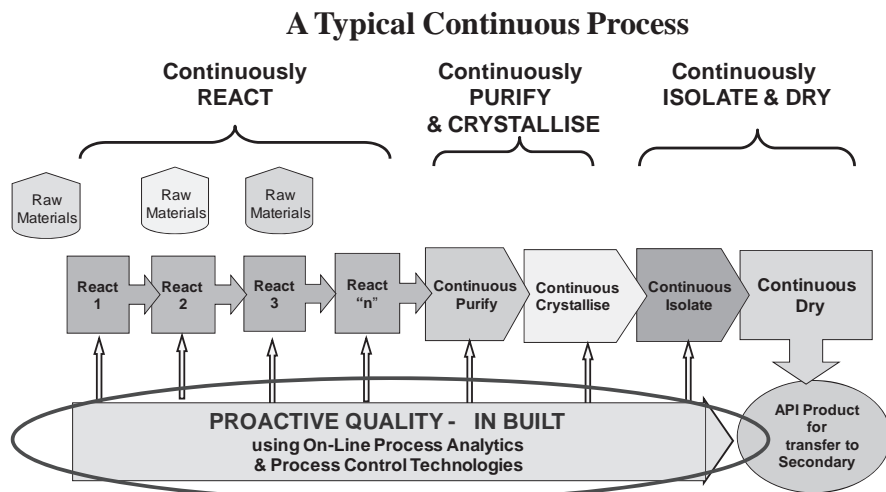 A Typical Continuous Process
Continuously
REACT
Continuously
PURIFY
& CRYSTALLISE
Continuously
ISOLATE & DRY
Raw
Materials
Raw
Materials
Raw
Materials
React
1
React
2
React
3
React
“n”
Continuous
Purify
Continuous
Crystallise
Continuous
Isolate
Continuous
Dry
PROACTIVE QUALITY - IN BUILT
using On-Line Process Analytics
& Process Control Technologies
API Product
for
transfer to
Secondary